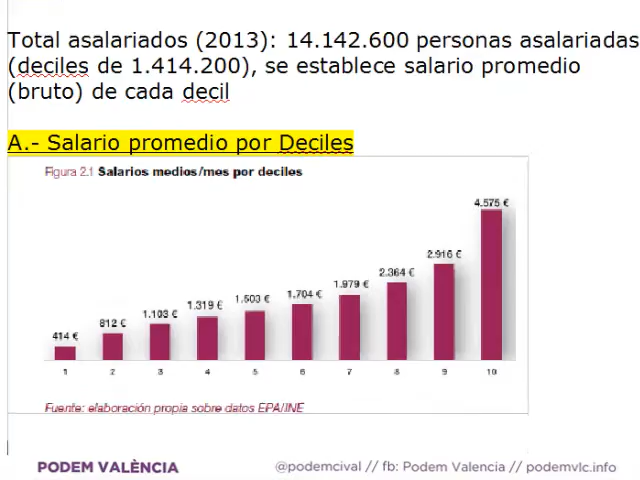 Total asalariados (2013): 14.142.600 personas asalariadas
(deciles de 1.414.200), se establece salario promedio
(bruto) de cada decil
A.- Salario promedio por Deciles
Figura 2.1 Salarios medios/mes por deciles
414 €
812 €
1.103 €
1.319 €
1.503 €
1.704 €
1.979 €
2.364 €
2.916 €
4.575 €
1 2 3 4 5 6 7 8 9 10
Fuente: elaboración propia sobre datos EPA/INE
PODEM VALÈNCIA @podemcival // fb: Podem Valencia // podemvlc.info